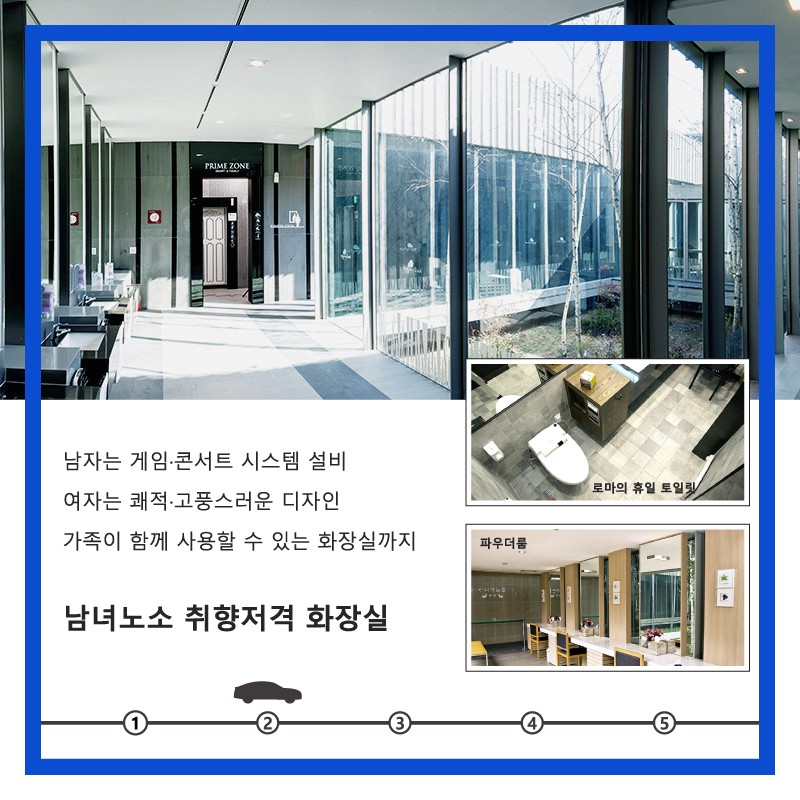 PRIME ZONE
SMART & FAMILY
로마의 휴일 토일릿
파우더룸
남자는 게임·콘서트 시스템 설비
여자는 쾌적·고풍스러운 디자인
가족이 함께 사용할 수 있는 화장실까지
남녀노소 취향저격 화장실
1 2 3 4 5